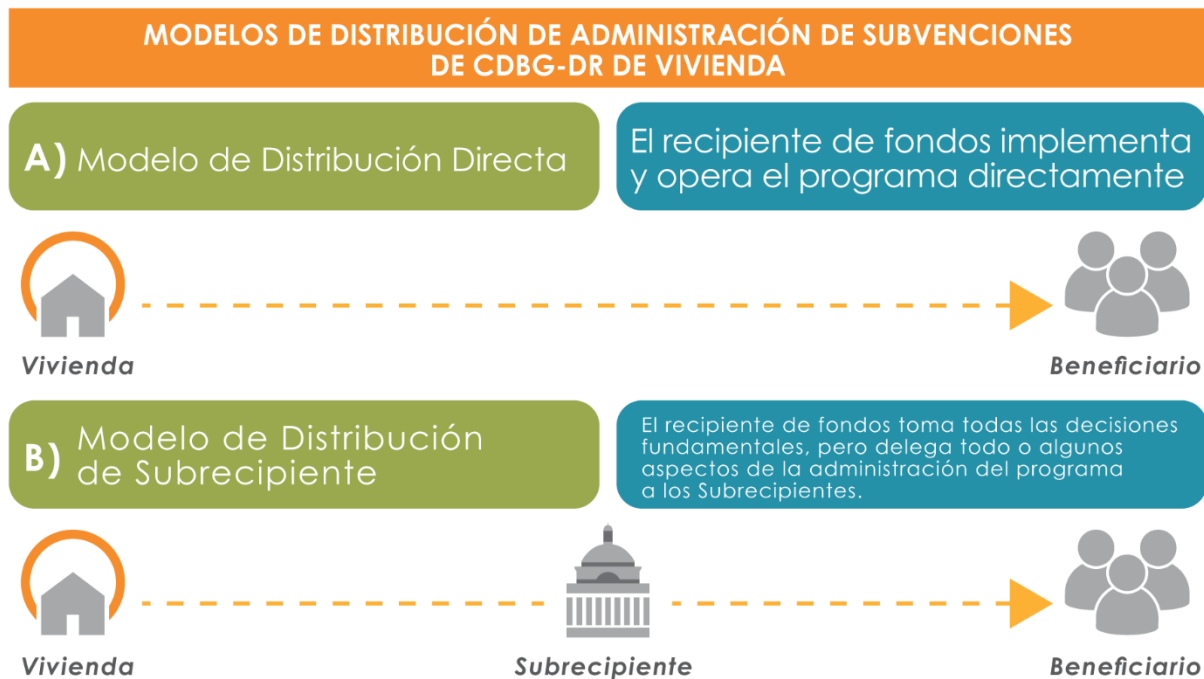 MODELOS DE DISTRIBUCIÓN DE ADMINISTRACIÓN DE SUBVENCIONES
DE CDBG-DR DE VIVIENDA
A) Modelo de Distribución Directa
El recipiente de fondos implementa
y opera el programa directamente
Vivienda
Beneficiario
B) Modelo de Distribución
de Subrecipiente
El recipiente de fondos toma todas las decisiones
fundamentales, pero delega todo o algunos
aspectos de la administración del programa
a los Subrecipientes.
Vivienda
Subrecipiente
Beneficiario